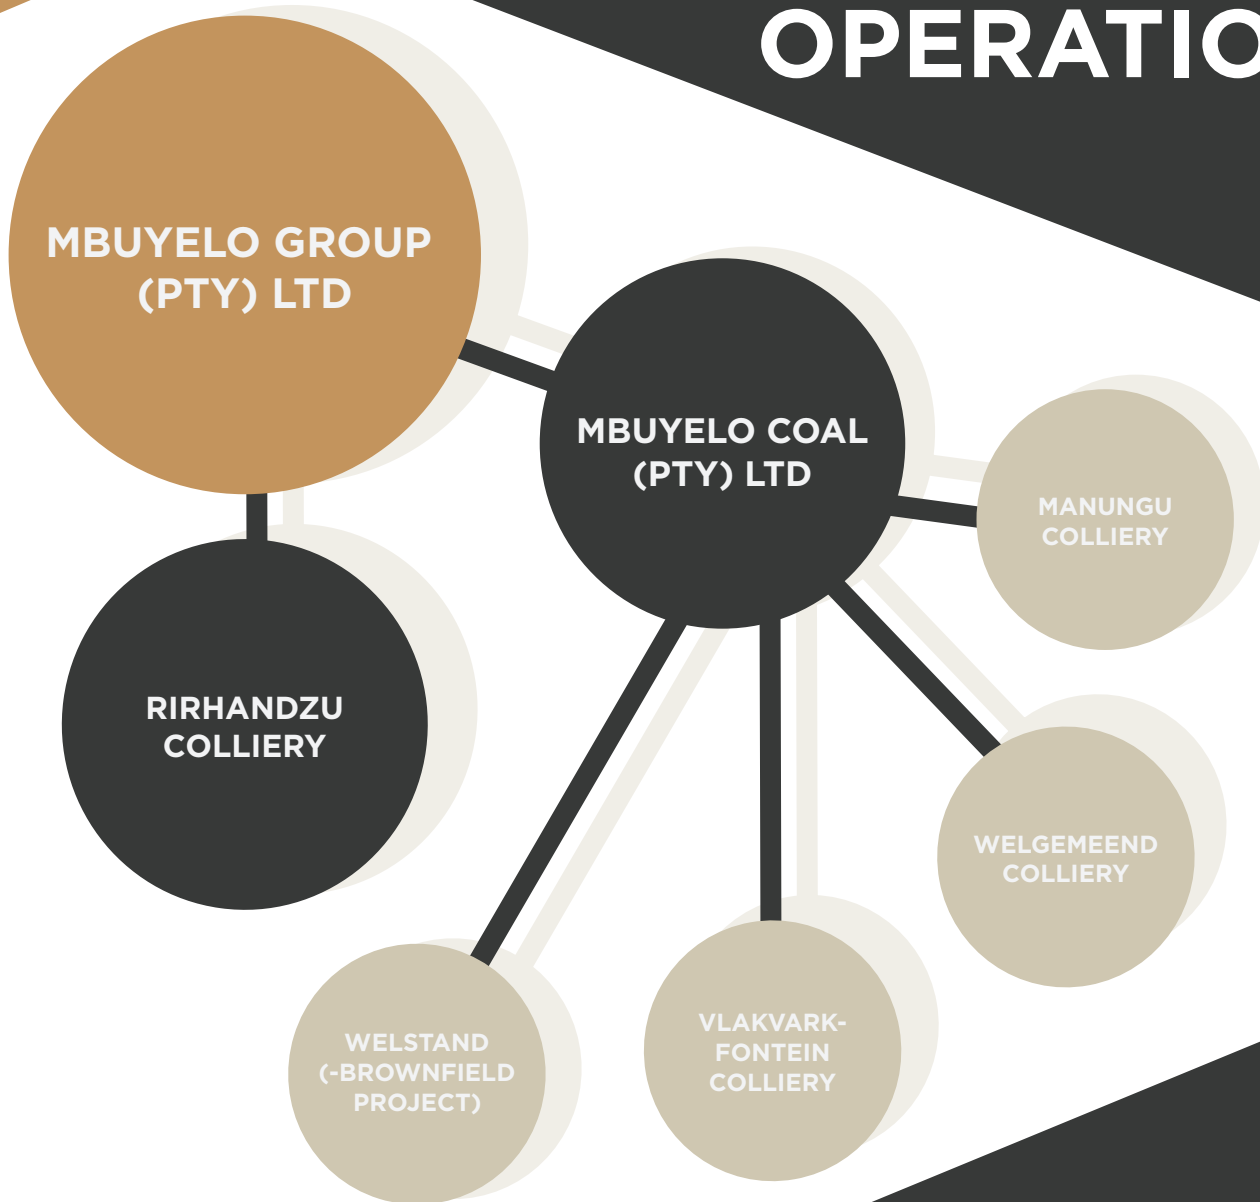 OPERATIO
MBUYELO GROUP
(PTY) LTD
MBUYELO COAL
(PTY) LTD
MANUNGU
COLLIERY
RIRHANDZU
COLLIERY
WELGEMEEND
COLLIERY
WELSTAND
(-BROWNFIELD
PROJECT)
VLAKVARK-
FONTEIN
COLLIERY